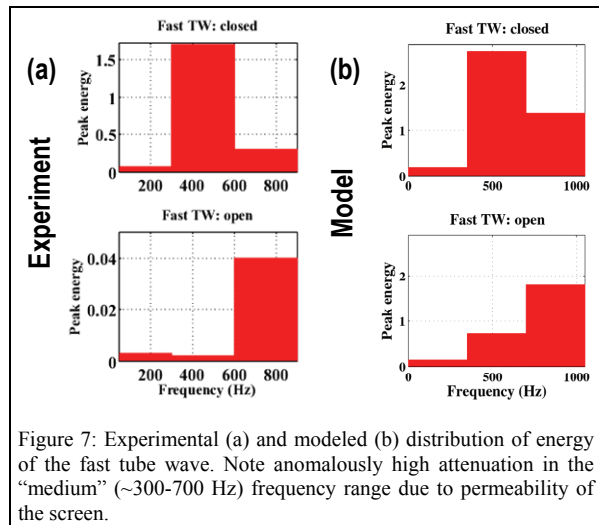 Fast TW: closed
(a)
Experiment
Peak energy
1.5
1
0.5
0
200 400 600 800
Fast TW: open
Peak energy
0.04
0.02
0
200 400 600 800
Frequency (Hz)
Fast TW: closed
(b)
Model
Peak energy
2
1
0
0 500 1000
Fast TW: open
Peak energy
2
1
0
0 500 1000
Frequency (Hz)
Figure 7: Experimental (a) and modeled (b) distribution of energy
of the fast tube wave. Note anomalously high attenuation in the
“medium” (~300-700 Hz) frequency range due to permeability of
the screen.